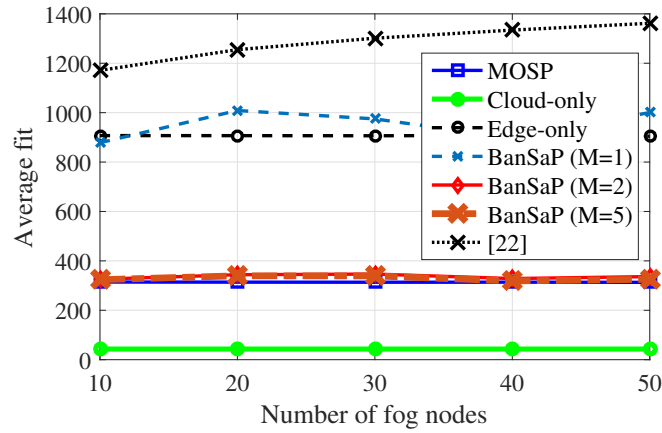 1400
1200
1000
800
600
400
200
0
Average fit
MOSP
Cloud-only
Edge-only
BanSaP (M=1)
BanSaP (M=2)
BanSaP (M=5)
[22]
10 20 30 40 50
Number of fog nodes